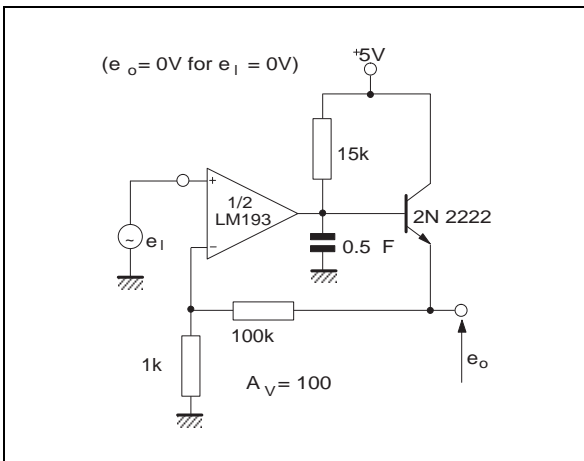 (e o = 0V for e I = 0V)
+5V
15k
1/2
LM193
+
−
2N 2222
0.5 F
~
e I
100k
1k
A V = 100
e o